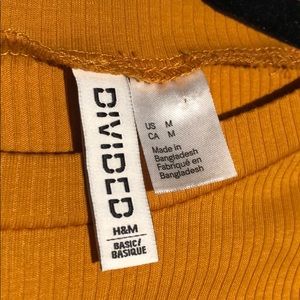 DIVIDED
H&M
BASIC/
BASIQUE
US M
CA M
Made in
Bangladesh
Fabriqué en
Bangladesh